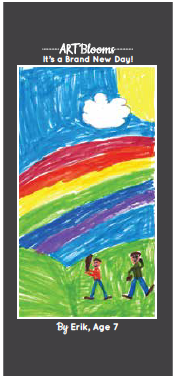 ART Blooms
It's a Brand New Day!
By Erik, Age 7